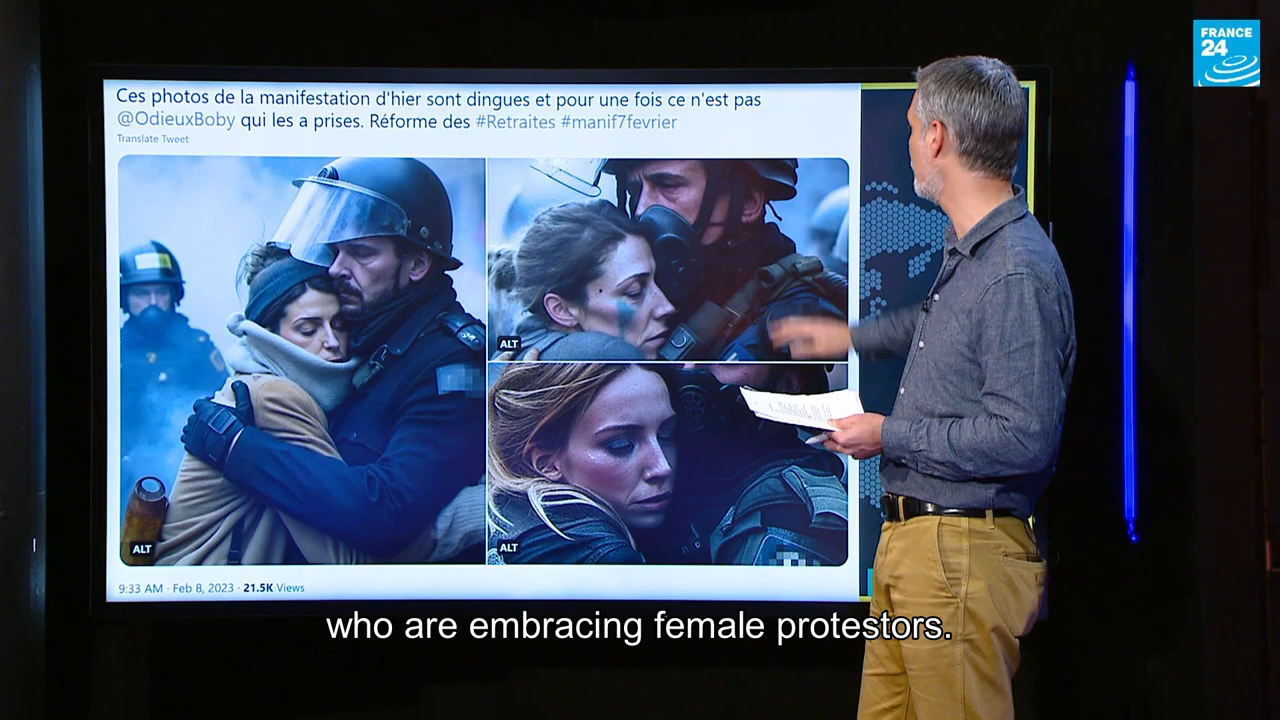 FRANCE
24
Ces photos de la manifestation d'hier sont dingues et pour une fois ce n'est pas
@OdieuxBoby qui les a prises. Réforme des #Retraites #manif7fevrier
Translate Tweet
ALT
ALT
ALT
9:33 AM · Feb 8, 2023 · 21.5K Views
who are embracing female protestors.